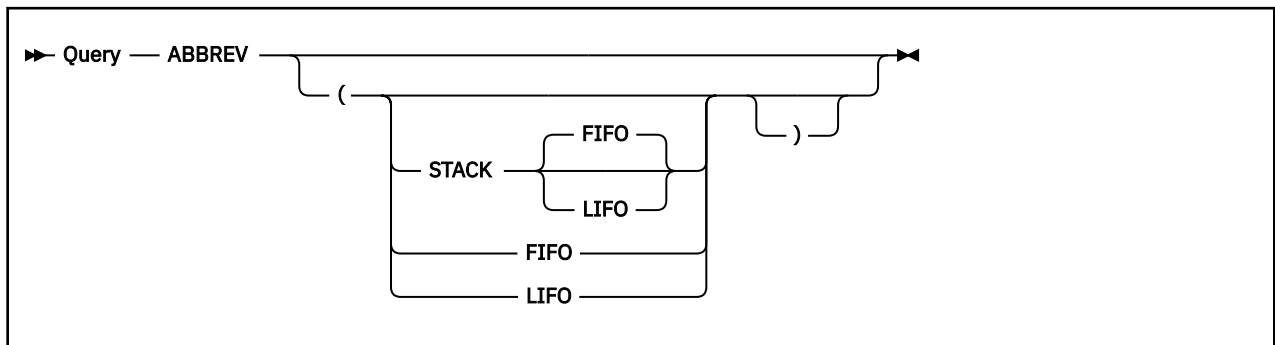 Query ABBREV
(
)
FIFO
STACK
LIFO
FIFO
LIFO